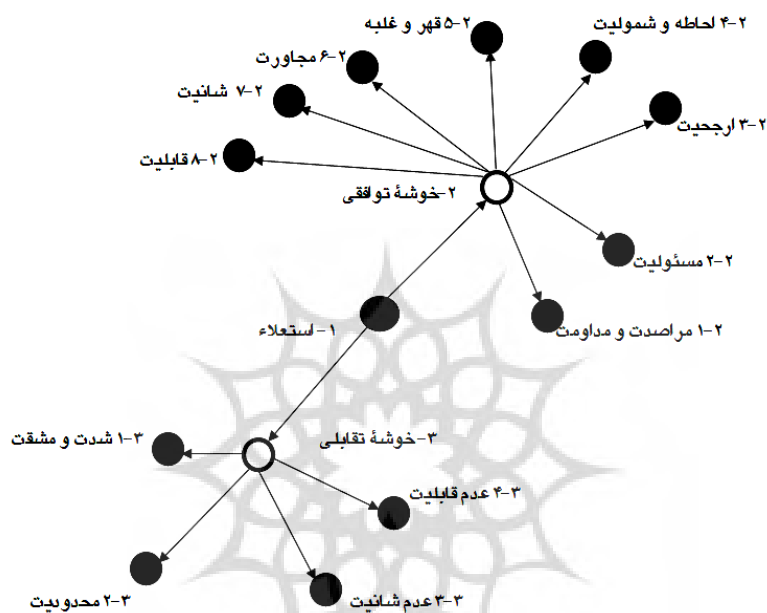 ۲-۴ احاطه و شمولیت
۲-۵ قهر و غلبه
۲-۶ مجاورت
۲-۷ شانیت
۲-۳ ارجحیت
۲-۸ قابلیت
۲-خوشهٔ توافقی
۲-۲ مسئولیت
۲-۱ مراصدت و مداومت
۱- استعلاء
۳-خوشهٔ تقابلی
۳-۱ شدت و مشقت
۳-۴ عدم قابلیت
۳-۳ عدم شانیت
۳-۲ محدودیت